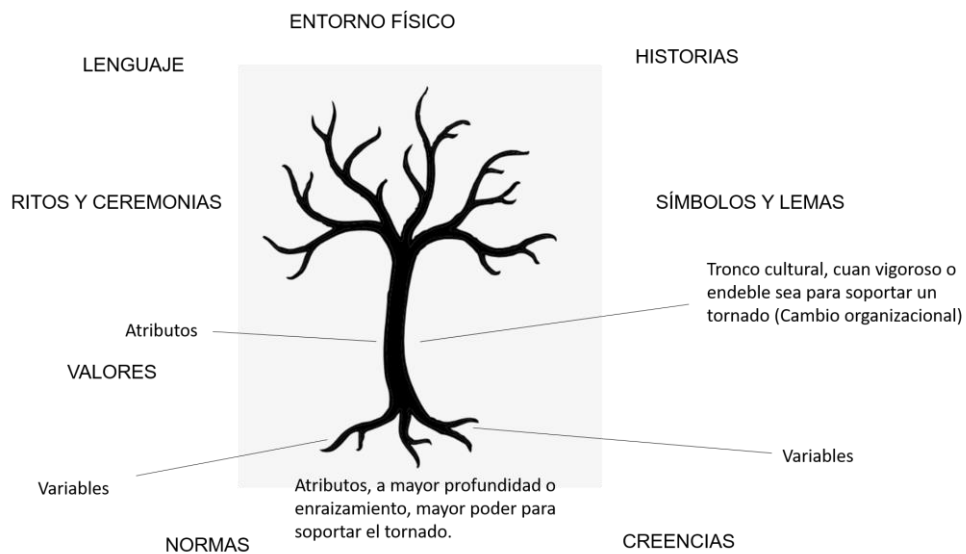 ENTORNO FÍSICO
LENGUAJE
HISTORIAS
RITOS Y CEREMONIAS
SÍMBOLOS Y LEMAS
Tronco cultural, cuan vigoroso o
endeble sea para soportar un
tornado (Cambio organizacional)
Atributos
VALORES
Variables
Variables
Atributos, a mayor profundidad o
enraizamiento, mayor poder para
soportar el tornado.
NORMAS
CREENCIAS